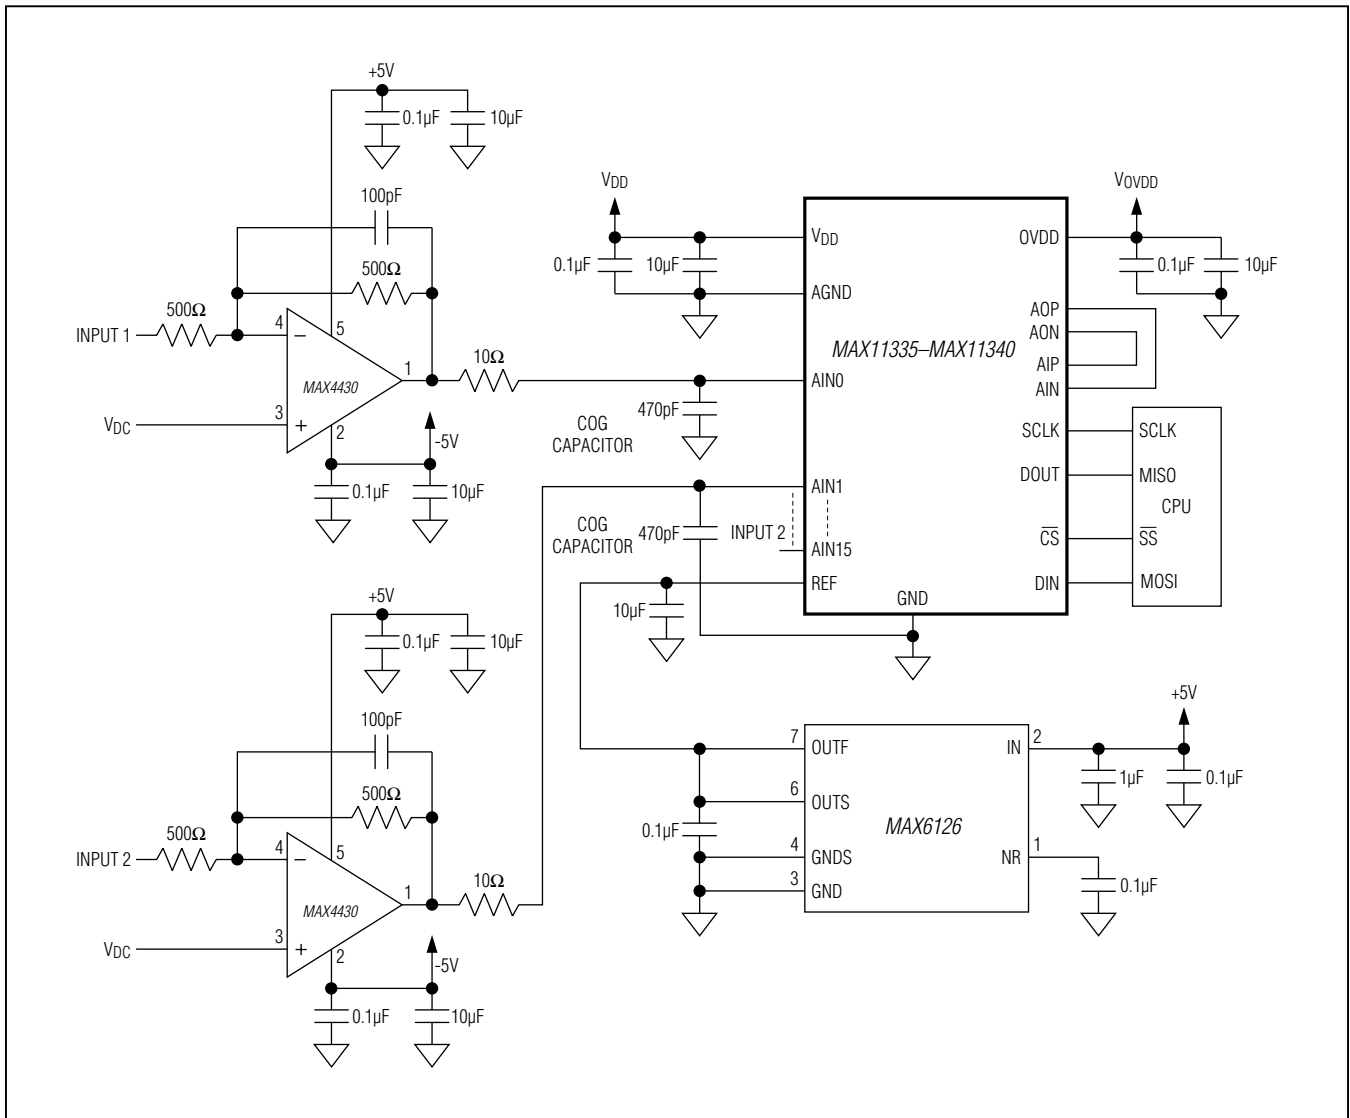 +5V
0.1µF
10µF
100pF
500Ω
500Ω
INPUT 1
4
−
5
MAX4430
1
10Ω
VDC
3
+
2
-5V
0.1µF
10µF
COG
CAPACITOR
470pF
VDD
0.1µF
10µF
VDD
AGND
MAX11335–MAX11340
AIN0
AIN1
INPUT 2
AIN15
REF
GND
OVDD
AOP
AON
AIP
AIN
SCLK
DOUT
CS
DIN
VOVDD
0.1µF
10µF
SCLK
MISO
CPU
SS
MOSI
COG
CAPACITOR
470pF
10µF
+5V
0.1µF
10µF
100pF
500Ω
500Ω
INPUT 2
4
−
5
MAX4430
1
10Ω
VDC
3
+
2
-5V
0.1µF
10µF
7
OUTF
6
OUTS
0.1µF
4
GNDS
3
GND
MAX6126
IN
2
NR
1
+5V
1µF
0.1µF
0.1µF